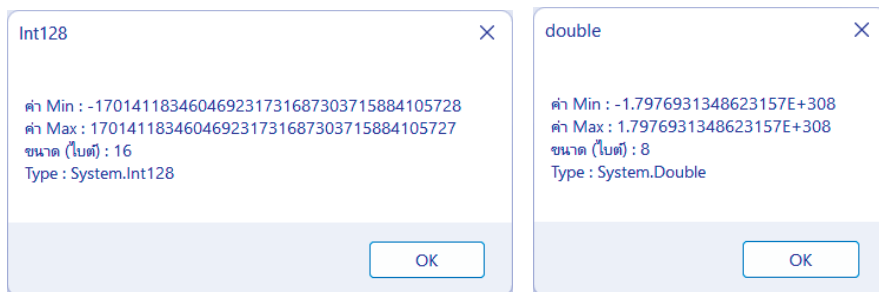 Int128
ค่า Min : -170141183460469231731687303715884105728
ค่า Max : 170141183460469231731687303715884105727
ขนาด (ไบต์) : 16
Type : System.Int128
OK
double
ค่า Min : -1.7976931348623157E+308
ค่า Max : 1.7976931348623157E+308
ขนาด (ไบต์) : 8
Type : System.Double
OK